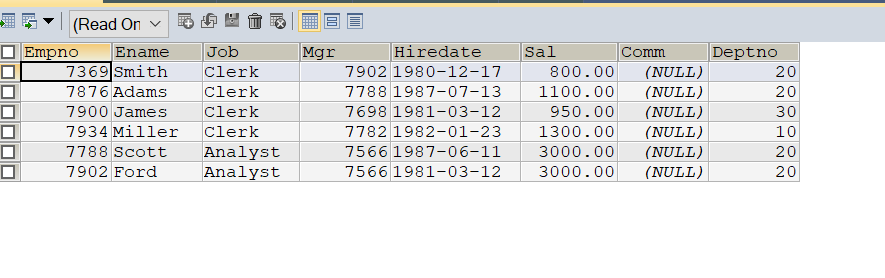 (Read On
Empno Ename Job Mgr Hiredate Sal Comm Deptno
7369 Smith Clerk 7902 1980-12-17 800.00 (NULL) 20
7876 Adams Clerk 7788 1987-07-13 1100.00 (NULL) 20
7900 James Clerk 7698 1981-03-12 950.00 (NULL) 30
7934 Miller Clerk 7782 1982-01-23 1300.00 (NULL) 10
7788 Scott Analyst 7566 1987-06-11 3000.00 (NULL) 20
7902 Ford Analyst 7566 1981-03-12 3000.00 (NULL) 20